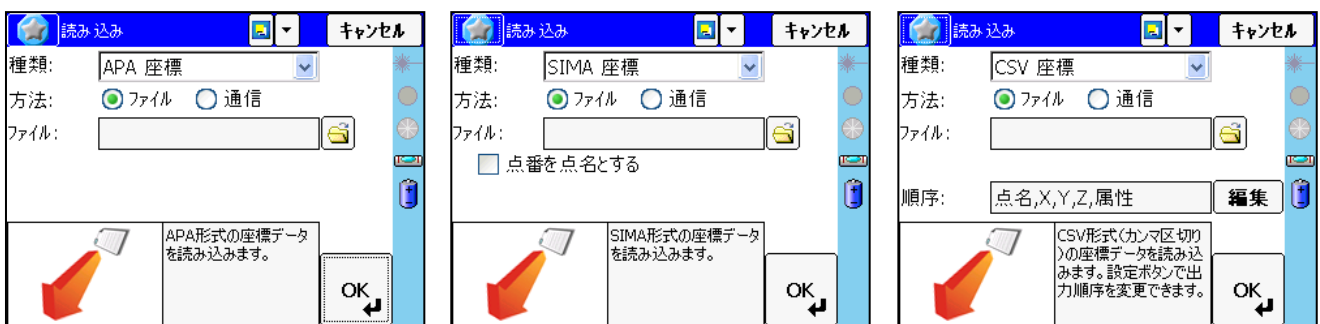 読み込み
キャンセル
種類:
APA 座標
方法:
ファイル
通信
ファイル:
APA形式の座標データ
を読み込みます。
OK
読み込み
キャンセル
種類:
SIMA 座標
方法:
ファイル
通信
ファイル:
点番を点名とする
SIMA形式の座標データ
を読み込みます。
OK
読み込み
キャンセル
種類:
CSV 座標
方法:
ファイル
通信
ファイル:
順序:
点名,X,Y,Z,属性
編集
CSV形式(カンマ区切り
)の座標データを読み込
みます。設定ボタンで出
力順序を変更できます。
OK